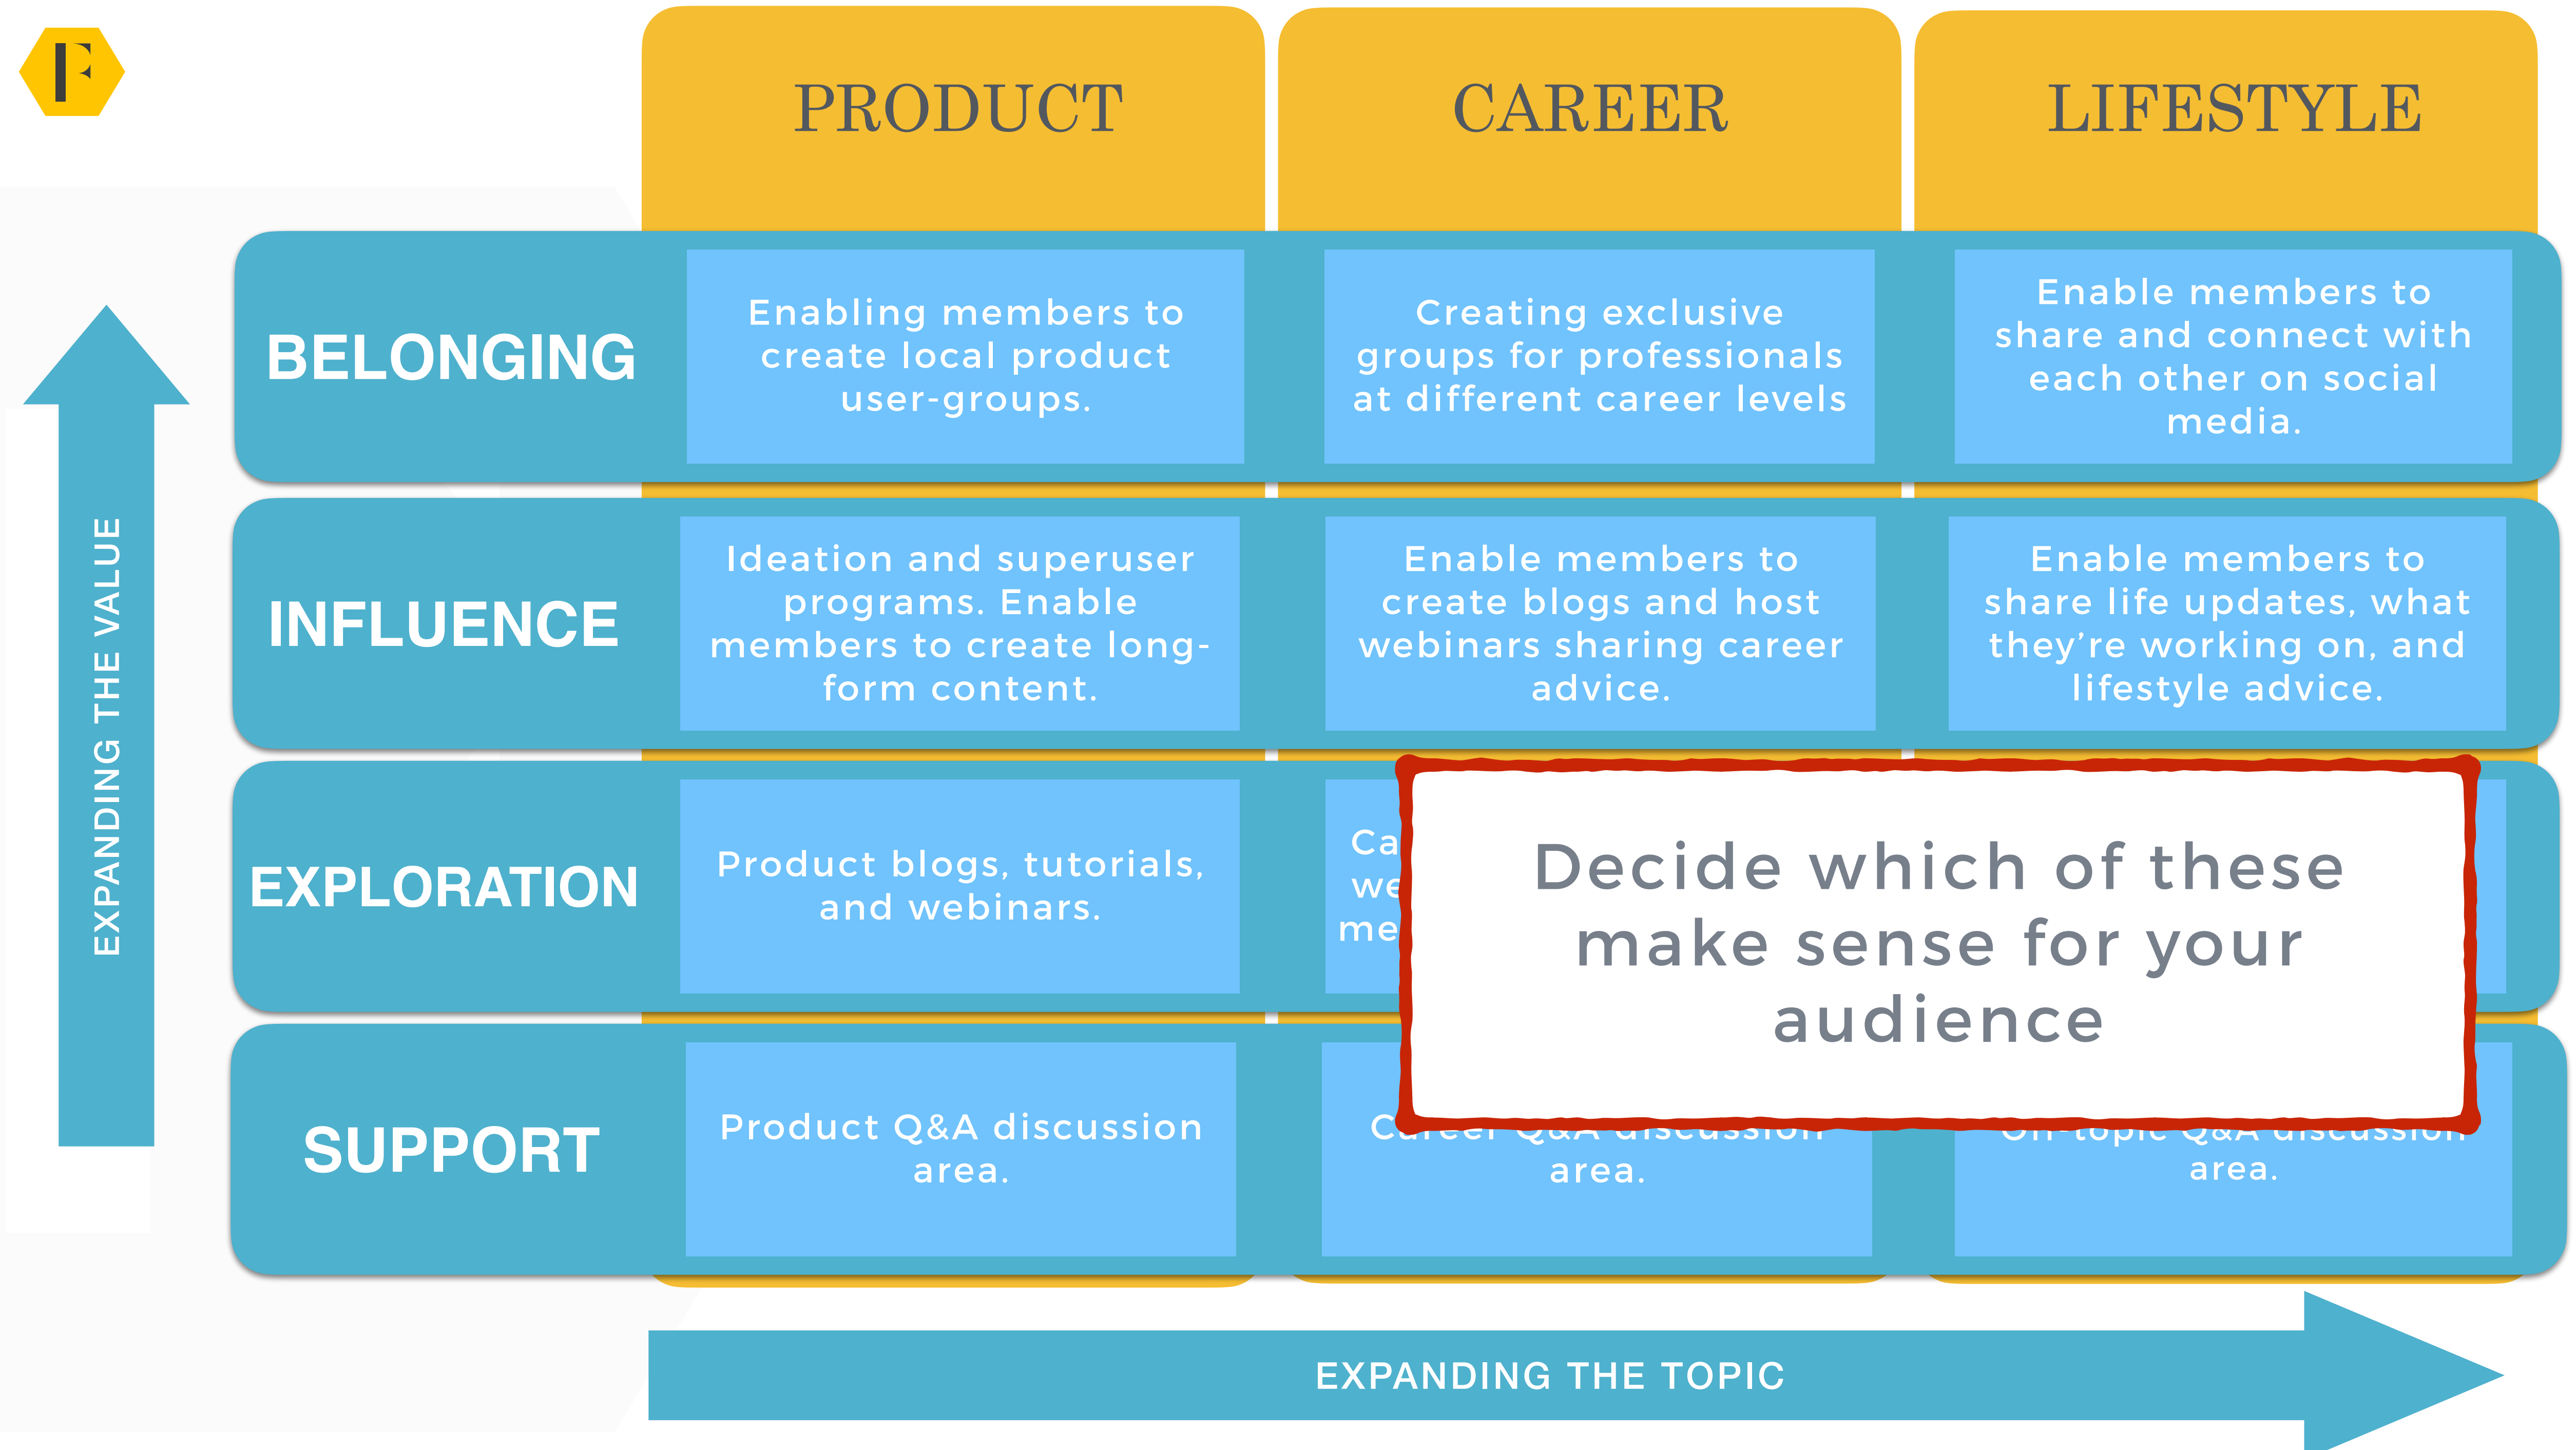 F
PRODUCT
CAREER
LIFESTYLE
EXPANDING THE VALUE
BELONGING
Enabling members to
create local product
user-groups.
Creating exclusive
groups for professionals
at different career levels
Enable members to
share and connect with
each other on social
media.
INFLUENCE
Ideation and superuser
programs. Enable
members to create long-
form content.
Enable members to
create blogs and host
webinars sharing career
advice.
Enable members to
share life updates, what
they’re working on, and
lifestyle advice.
EXPLORATION
Product blogs, tutorials,
and webinars.
Decide which of these
make sense for your
audience
SUPPORT
Product Q&A discussion
area.
Career Q&A discussion
area.
Q&A discussion
area.
EXPANDING THE TOPIC